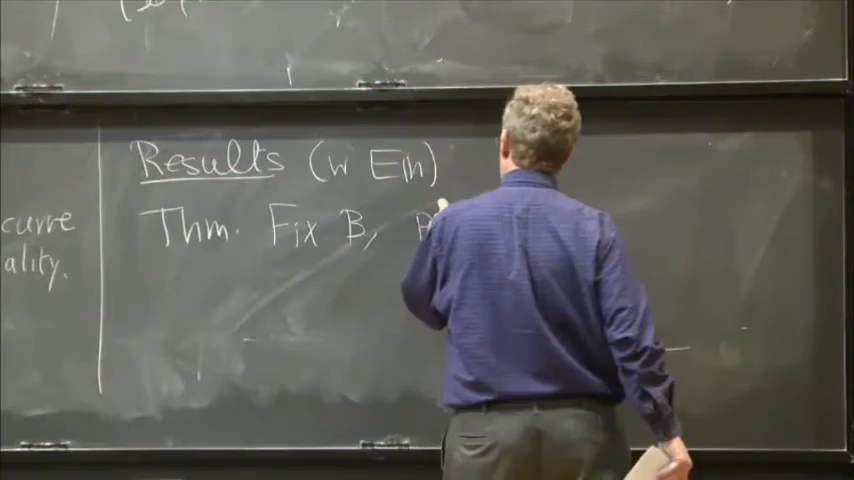 curve
ality.
Results (w Ein)
Thm. Fix B,